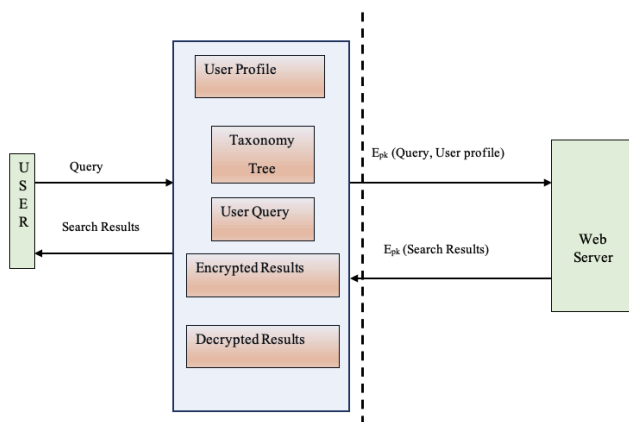 User Profile
Taxonomy
Tree
User Query
Encrypted Results
Decrypted Results
U
S
E
R
Query
Search Results
Epk (Query, User profile)
Epk (Search Results)
Web
Server